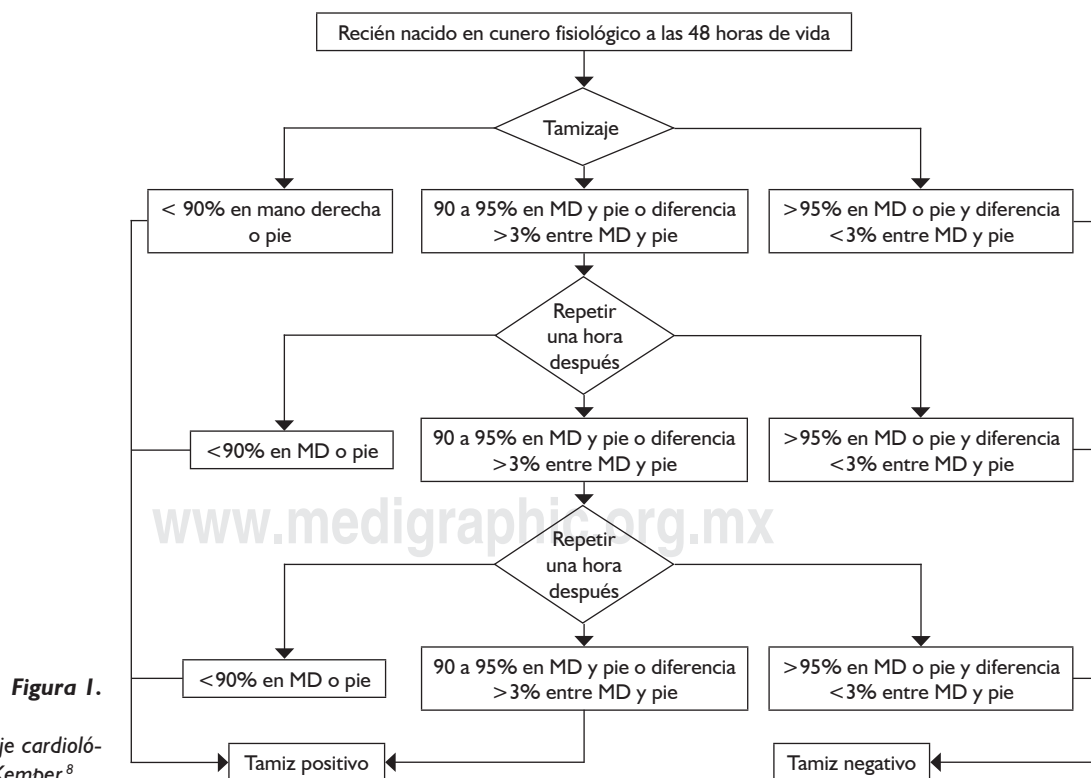 Recién nacido en cunero fisiológico a las 48 horas de vida
Tamizaje
< 90% en mano derecha
o pie
90 a 95% en MD y pie o diferencia
>3% entre MD y pie
>95% en MD o pie y diferencia
<3% entre MD y pie
Repetir
una hora
después
<90% en MD o pie
90 a 95% en MD y pie o diferencia
>3% entre MD y pie
>95% en MD o pie y diferencia
<3% entre MD y pie
www.medigraphic.org.mx
Repetir
una hora
después
<90% en MD o pie
90 a 95% en MD y pie o diferencia
>3% entre MD y pie
>95% en MD o pie y diferencia
<3% entre MD y pie
Figura 1.
je cardioló-
Kemper.8
Tamiz positivo
Tamiz negativo